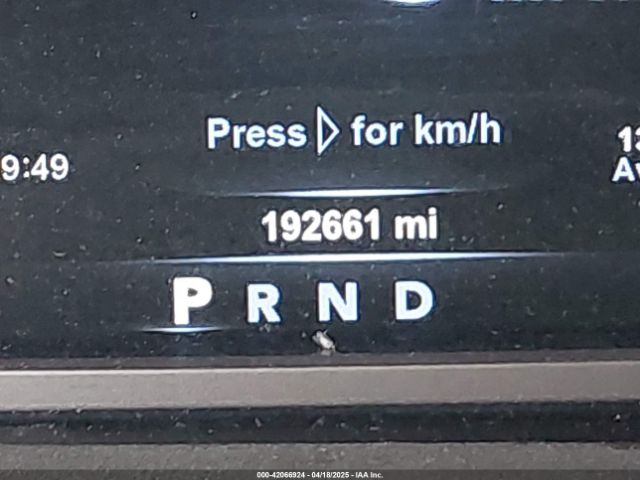 Press ▷ for km/h
9:49
192661 mi
P R N D
000-42066924 - 04/18/2025 - IAA Inc.